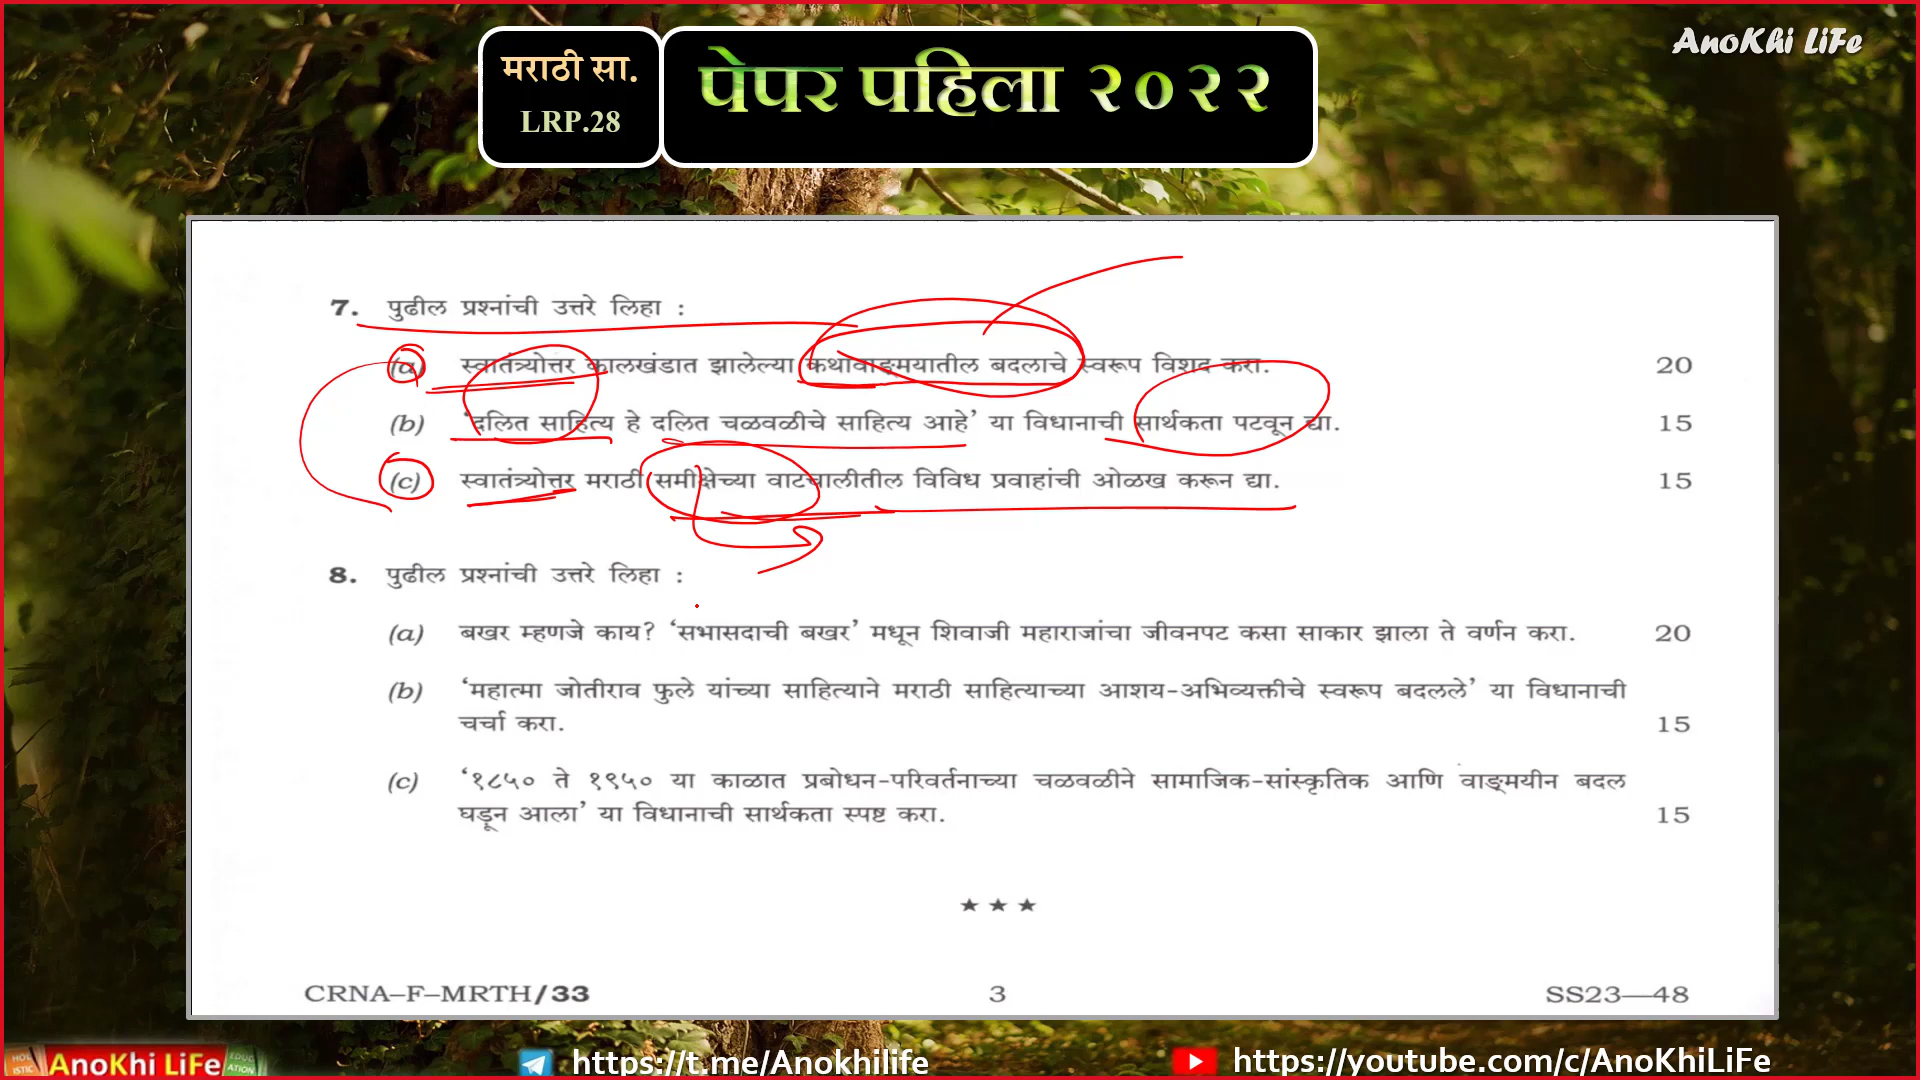 AnoKhi LiFe
मराठी सा.
LRP.28
पेपर पहिला २०२२
7. पुढील प्रश्नांची उत्तरे लिहा :
(a) स्वातंत्र्योत्तर कालखंडात झालेल्या कथावाङ्मयातील बदलाचे स्वरूप विशद करा. 20
(b) ‘दलित साहित्य हे दलित चळवळीचे साहित्य आहे’ या विधानाची सार्थकता पटवून द्या. 15
(c) स्वातंत्र्योत्तर मराठी समीक्षेच्या वाटचालीतील विविध प्रवाहांची ओळख करून द्या. 15
8. पुढील प्रश्नांची उत्तरे लिहा :
(a) बखर म्हणजे काय? ‘सभासदाची बखर’ मधून शिवाजी महाराजांचा जीवनपट कसा साकार झाला ते वर्णन करा. 20
(b) ‘महात्मा जोतीराव फुले यांच्या साहित्याने मराठी साहित्याच्या आशय-अभिव्यक्तीचे स्वरूप बदलले’ या विधानाची
चर्चा करा. 15
(c) ‘१८५० ते १९५० या काळात प्रबोधन-परिवर्तनाच्या चळवळीने सामाजिक-सांस्कृतिक आणि वाङ्मयीन बदल
घडून आला’ या विधानाची सार्थकता स्पष्ट करा. 15
★ ★ ★
CRNA–F–MRTH/33 3 SS23—48
HOL
ISTIC
AnoKhi LiFe
EDUC
ATION
https://t.me/Anokhilife
https://youtube.com/c/AnoKhiLiFe